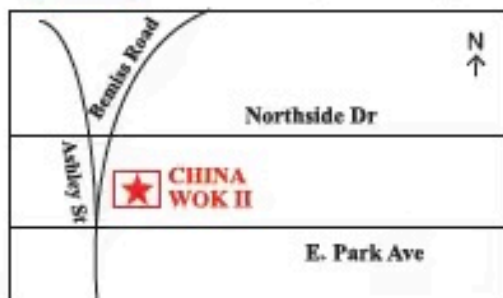 Bemiss Road
N
Northside Dr
Ashley St
CHINA
WOK II
E. Park Ave